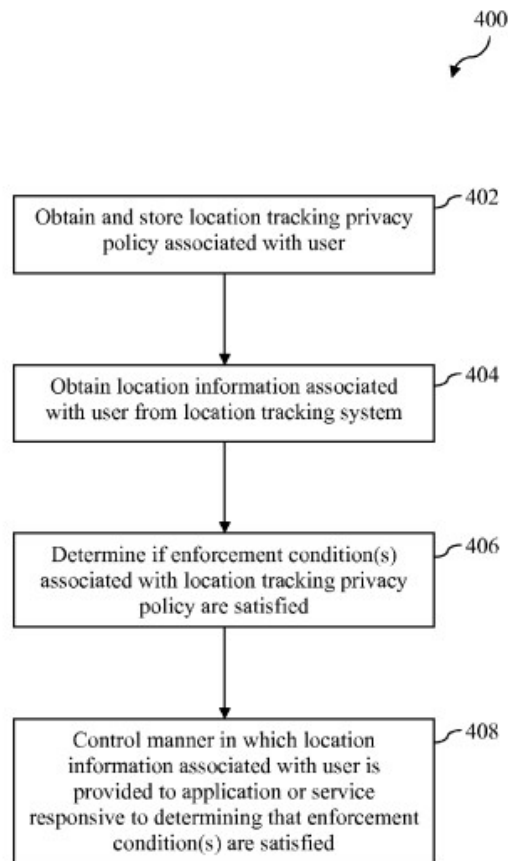 400
402
Obtain and store location tracking privacy
policy associated with user
404
Obtain location information associated
with user from location tracking system
406
Determine if enforcement condition(s)
associated with location tracking privacy
policy are satisfied
408
Control manner in which location
information associated with user is
provided to application or service
responsive to determining that enforcement
condition(s) are satisfied